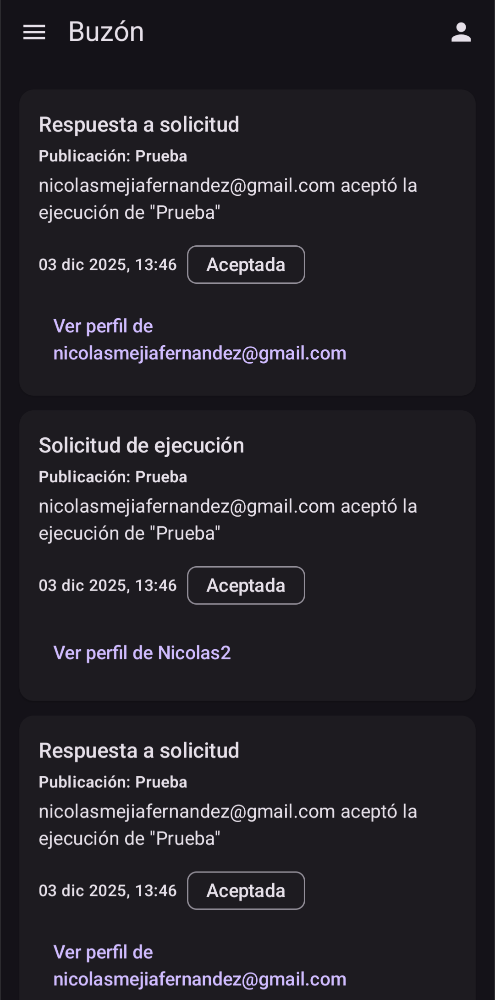 Buzón
Respuesta a solicitud
Publicación: Prueba
nicolasmejiafernandez@gmail.com aceptó la
ejecución de "Prueba"
03 dic 2025, 13:46 Aceptada
Ver perfil de
nicolasmejiafernandez@gmail.com
Solicitud de ejecución
Publicación: Prueba
nicolasmejiafernandez@gmail.com aceptó la
ejecución de "Prueba"
03 dic 2025, 13:46 Aceptada
Ver perfil de Nicolas2
Respuesta a solicitud
Publicación: Prueba
nicolasmejiafernandez@gmail.com aceptó la
ejecución de "Prueba"
03 dic 2025, 13:46 Aceptada
Ver perfil de
nicolasmejiafernandez@gmail.com